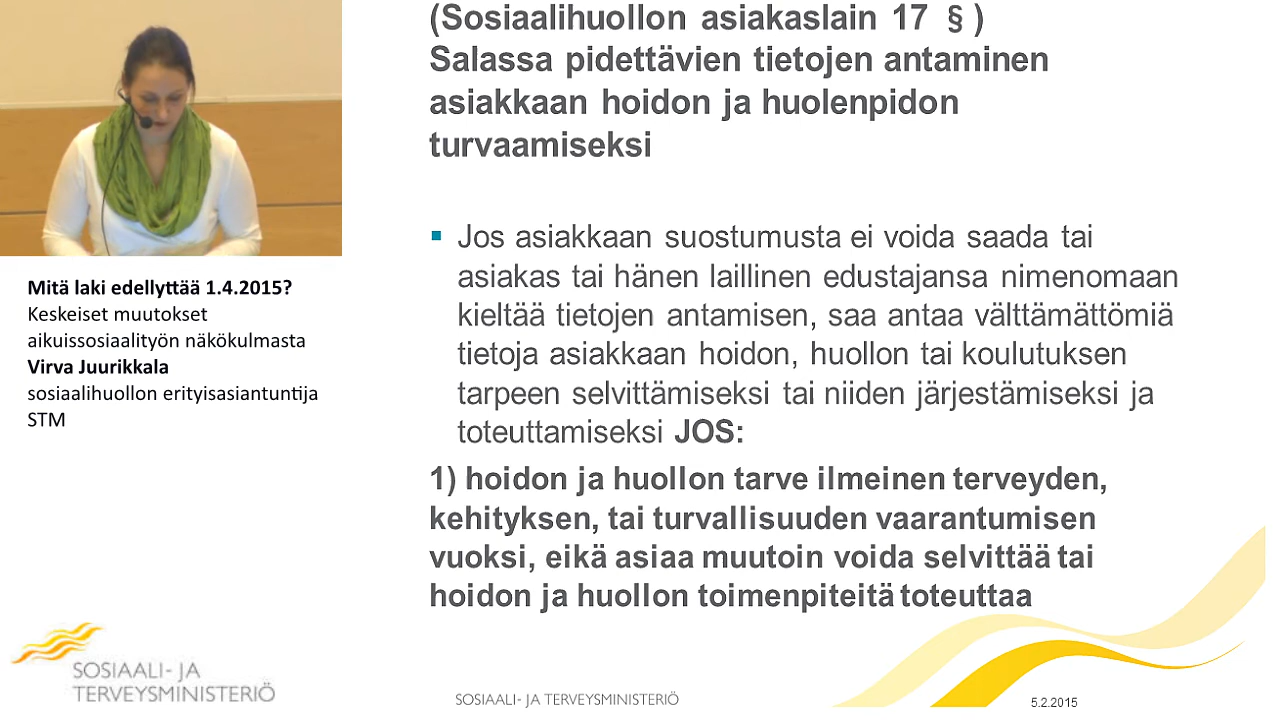 (Sosiaalihuollon asiakaslain 17 § )
Salassa pidettävien tietojen antaminen
asiakkaan hoidon ja huolenpidon
turvaamiseksi
Jos asiakkaan suostumusta ei voida saada tai
asiakas tai hänen laillinen edustajansa nimenomaan
kieltää tietojen antamisen, saa antaa välttämättömiä
tietoja asiakkaan hoidon, huollon tai koulutuksen
tarpeen selvittämiseksi tai niiden järjestämiseksi ja
toteuttamiseksi JOS:
1) hoidon ja huollon tarve ilmeinen terveyden,
kehityksen, tai turvallisuuden vaarantumisen
vuoksi, eikä asiaa muutoin voida selvittää tai
hoidon ja huollon toimenpiteitä toteuttaa
Mitä laki edellyttää 1.4.2015?
Keskeiset muutokset
aikuissosiaalityön näkökulmasta
Virva Juurikkala
sosiaalihuollon erityisasiantuntija
STM
SOSIAALI- JA
TERVEYSMINISTERIÖ
SOSIAALI- JA TERVEYSMINISTERIÖ
5.2.2015